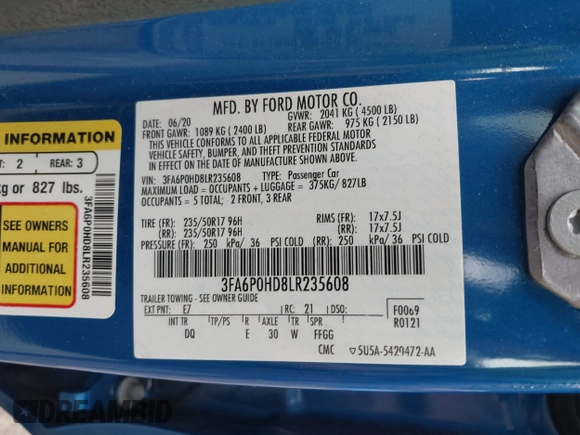 INFORMATION
T: 2 REAR: 3
kg or 827 lbs.
SEE OWNERS
MANUAL FOR
ADDITIONAL
INFORMATION
3FA6P0HD8LR235608
MFD. BY FORD MOTOR CO.
DATE: 06/20 GVWR: 2041 KG ( 4500 LB)
FRONT GAWR: 1089 KG ( 2400 LB) REAR GAWR: 975 KG ( 2150 LB)
THIS VEHICLE CONFORMS TO ALL APPLICABLE FEDERAL MOTOR
VEHICLE SAFETY, BUMPER, AND THEFT PREVENTION STANDARDS
IN EFFECT ON THE DATE OF MANUFACTURE SHOWN ABOVE.
VIN: 3FA6P0HD8LR235608 TYPE: Passenger Car
MAXIMUM LOAD = OCCUPANTS + LUGGAGE = 375KG/827LB
OCCUPANTS = 5 TOTAL: 2 FRONT, 3 REAR
TIRE (FR): 235/50R17 96H RIMS (FR): 17x7.5J
(RR): 235/50R17 96H (RR): 17x7.5J
PRESSURE (FR): 250 kPa/ 36 PSI COLD (RR): 250 kPa/ 36 PSI COLD
3FA6P0HD8LR235608
TRAILER TOWING - SEE OWNER GUIDE
EXT PNT: E7 RC: 21 DSO:
INT TR TP/PS R AXLE TR SPR
DQ E 30 W FFGG
F0069
R0121
CMC ▽5U5A-5420472-AA
DREAMBID.COM